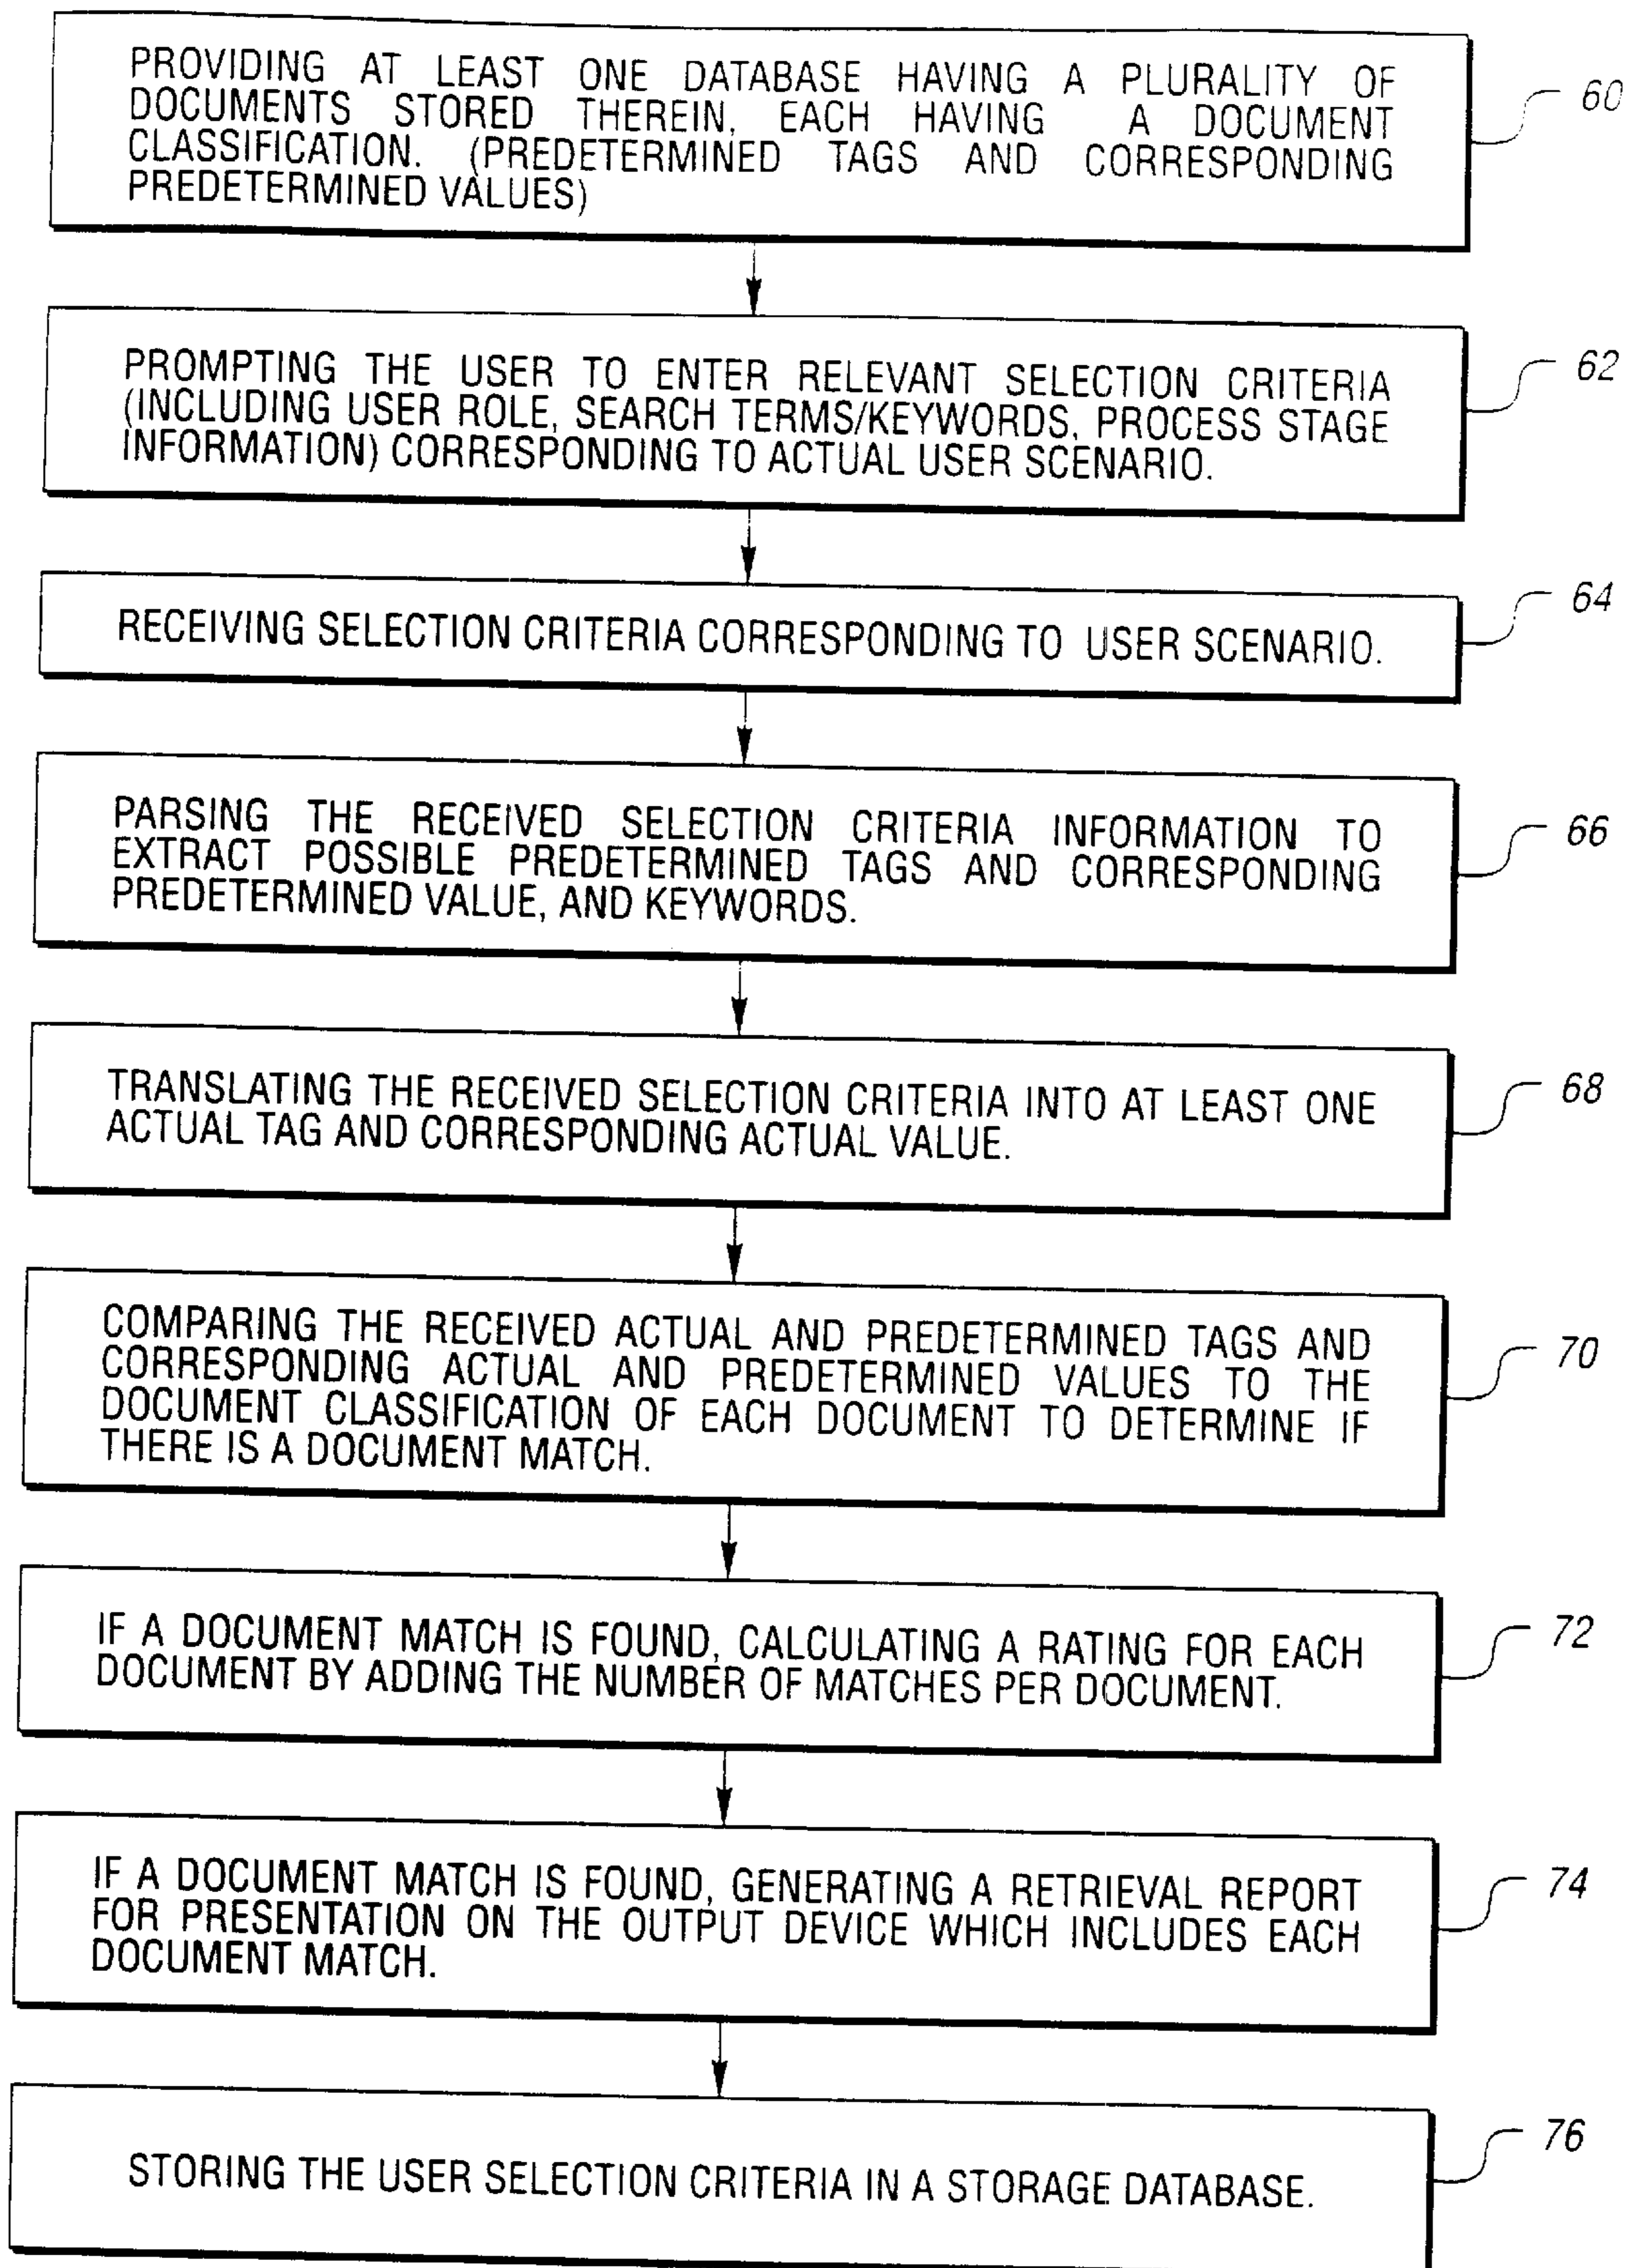 PROVIDING AT LEAST ONE DATABASE HAVING A PLURALITY OF
DOCUMENTS STORED THEREIN, EACH HAVING A DOCUMENT
CLASSIFICATION. (PREDETERMINED TAGS AND CORRESPONDING
PREDETERMINED VALUES)
60
PROMPTING THE USER TO ENTER RELEVANT SELECTION CRITERIA
(INCLUDING USER ROLE, SEARCH TERMS/KEYWORDS, PROCESS STAGE
INFORMATION) CORRESPONDING TO ACTUAL USER SCENARIO.
62
RECEIVING SELECTION CRITERIA CORRESPONDING TO USER SCENARIO.
64
PARSING THE RECEIVED SELECTION CRITERIA INFORMATION TO
EXTRACT POSSIBLE PREDETERMINED TAGS AND CORRESPONDING
PREDETERMINED VALUE, AND KEYWORDS.
66
TRANSLATING THE RECEIVED SELECTION CRITERIA INTO AT LEAST ONE
ACTUAL TAG AND CORRESPONDING ACTUAL VALUE.
68
COMPARING THE RECEIVED ACTUAL AND PREDETERMINED TAGS AND
CORRESPONDING ACTUAL AND PREDETERMINED VALUES TO THE
DOCUMENT CLASSIFICATION OF EACH DOCUMENT TO DETERMINE IF
THERE IS A DOCUMENT MATCH.
70
IF A DOCUMENT MATCH IS FOUND, CALCULATING A RATING FOR EACH
DOCUMENT BY ADDING THE NUMBER OF MATCHES PER DOCUMENT.
72
IF A DOCUMENT MATCH IS FOUND, GENERATING A RETRIEVAL REPORT
FOR PRESENTATION ON THE OUTPUT DEVICE WHICH INCLUDES EACH
DOCUMENT MATCH.
74
STORING THE USER SELECTION CRITERIA IN A STORAGE DATABASE.
76